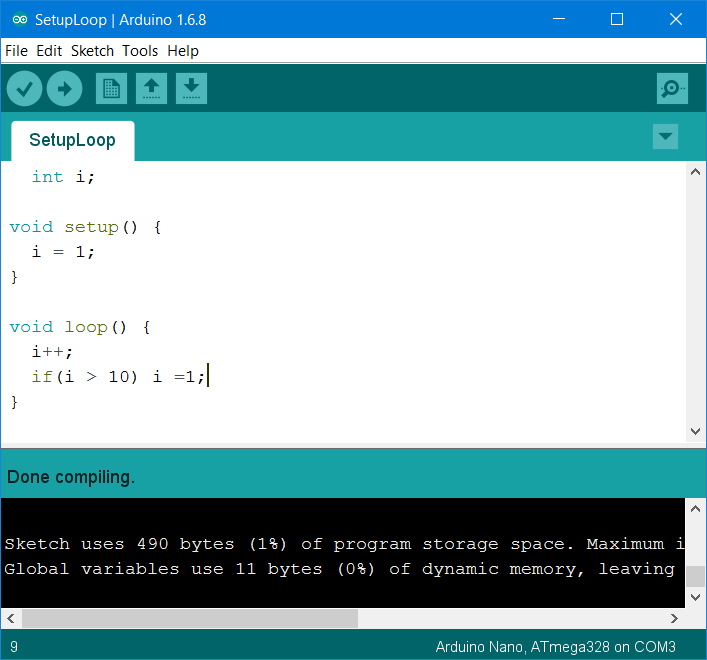 SetupLoop | Arduino 1.6.8
File Edit Sketch Tools Help
SetupLoop
int i;
void setup() {
i = 1;
}
void loop() {
i++;
if(i > 10) i =1;
}
Done compiling.
Sketch uses 490 bytes (1%) of program storage space. Maximum i
Global variables use 11 bytes (0%) of dynamic memory, leaving
9
Arduino Nano, ATmega328 on COM3